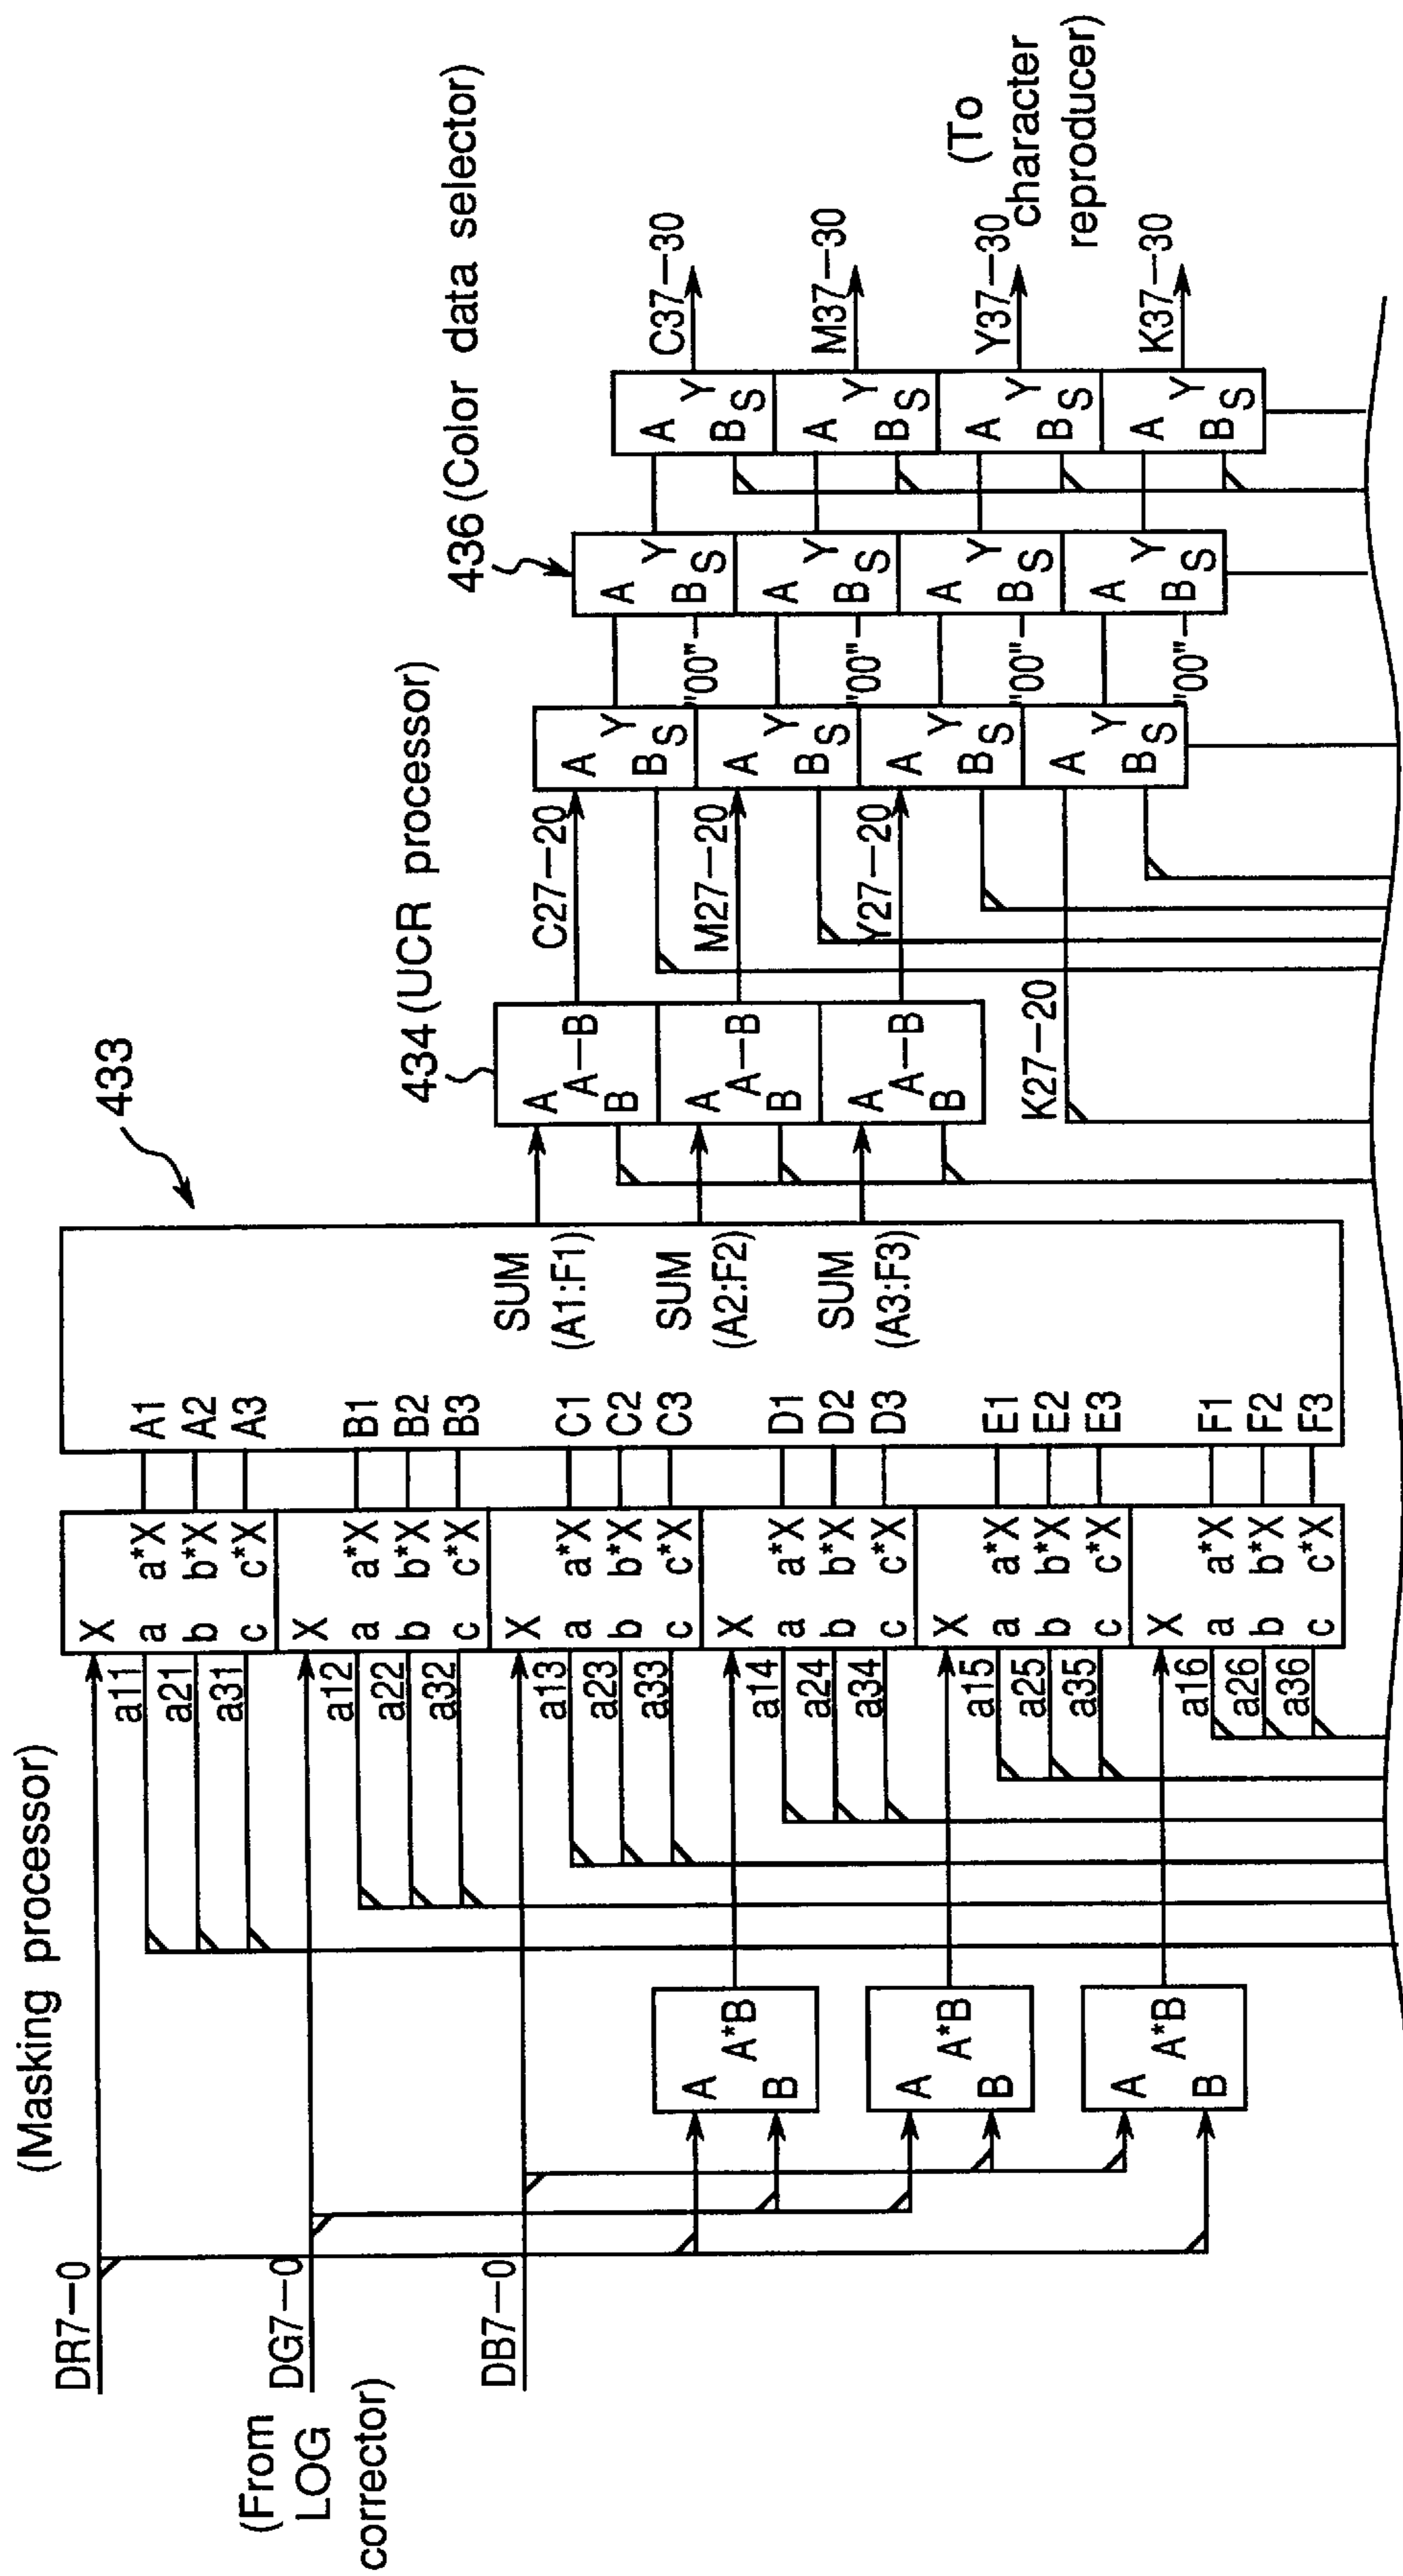 (Masking processor)
433
434 (UCR processor)
436 (Color data selector)
DR7—0
DG7—0
DB7—0
(From
LOG
corrector)
A
A*B
B
A
A*B
B
A
A*B
B
X
a11
a a*X
A1
a21
b b*X
A2
a31
c c*X
A3
X
a12
a a*X
B1
a22
b b*X
B2
a32
c c*X
B3
X
a13
a a*X
C1
a23
b b*X
C2
a33
c c*X
C3
X
a14
a a*X
D1
a24
b b*X
D2
a34
c c*X
D3
X
a15
a a*X
E1
a25
b b*X
E2
a35
c c*X
E3
X
a16
a a*X
F1
a26
b b*X
F2
a36
c c*X
F3
SUM
(A1:F1)
SUM
(A2:F2)
SUM
(A3:F3)
A
A—B
B
A
A—B
B
A
A—B
B
C27—20
M27—20
Y27—20
K27—20
A
Y
B S
A
Y
B S
A
Y
B S
A
Y
B S
"00"
"00"
"00"
"00"
A
Y
B S
A
Y
B S
A
Y
B S
A
Y
B S
A
Y
B S
A
Y
B S
A
Y
B S
A
Y
B S
C37—30
M37—30
Y37—30
K37—30
(To
character
reproducer)